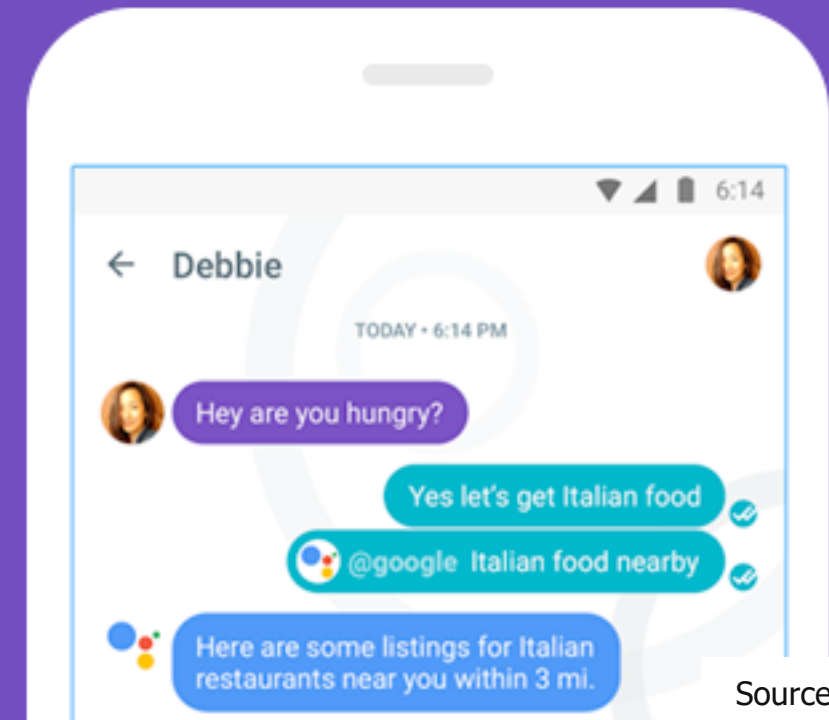 6:14
Debbie
TODAY • 6:14 PM
Hey are you hungry?
Yes let's get Italian food
@google Italian food nearby
Here are some listings for Italian
restaurants near you within 3 mi.
Source